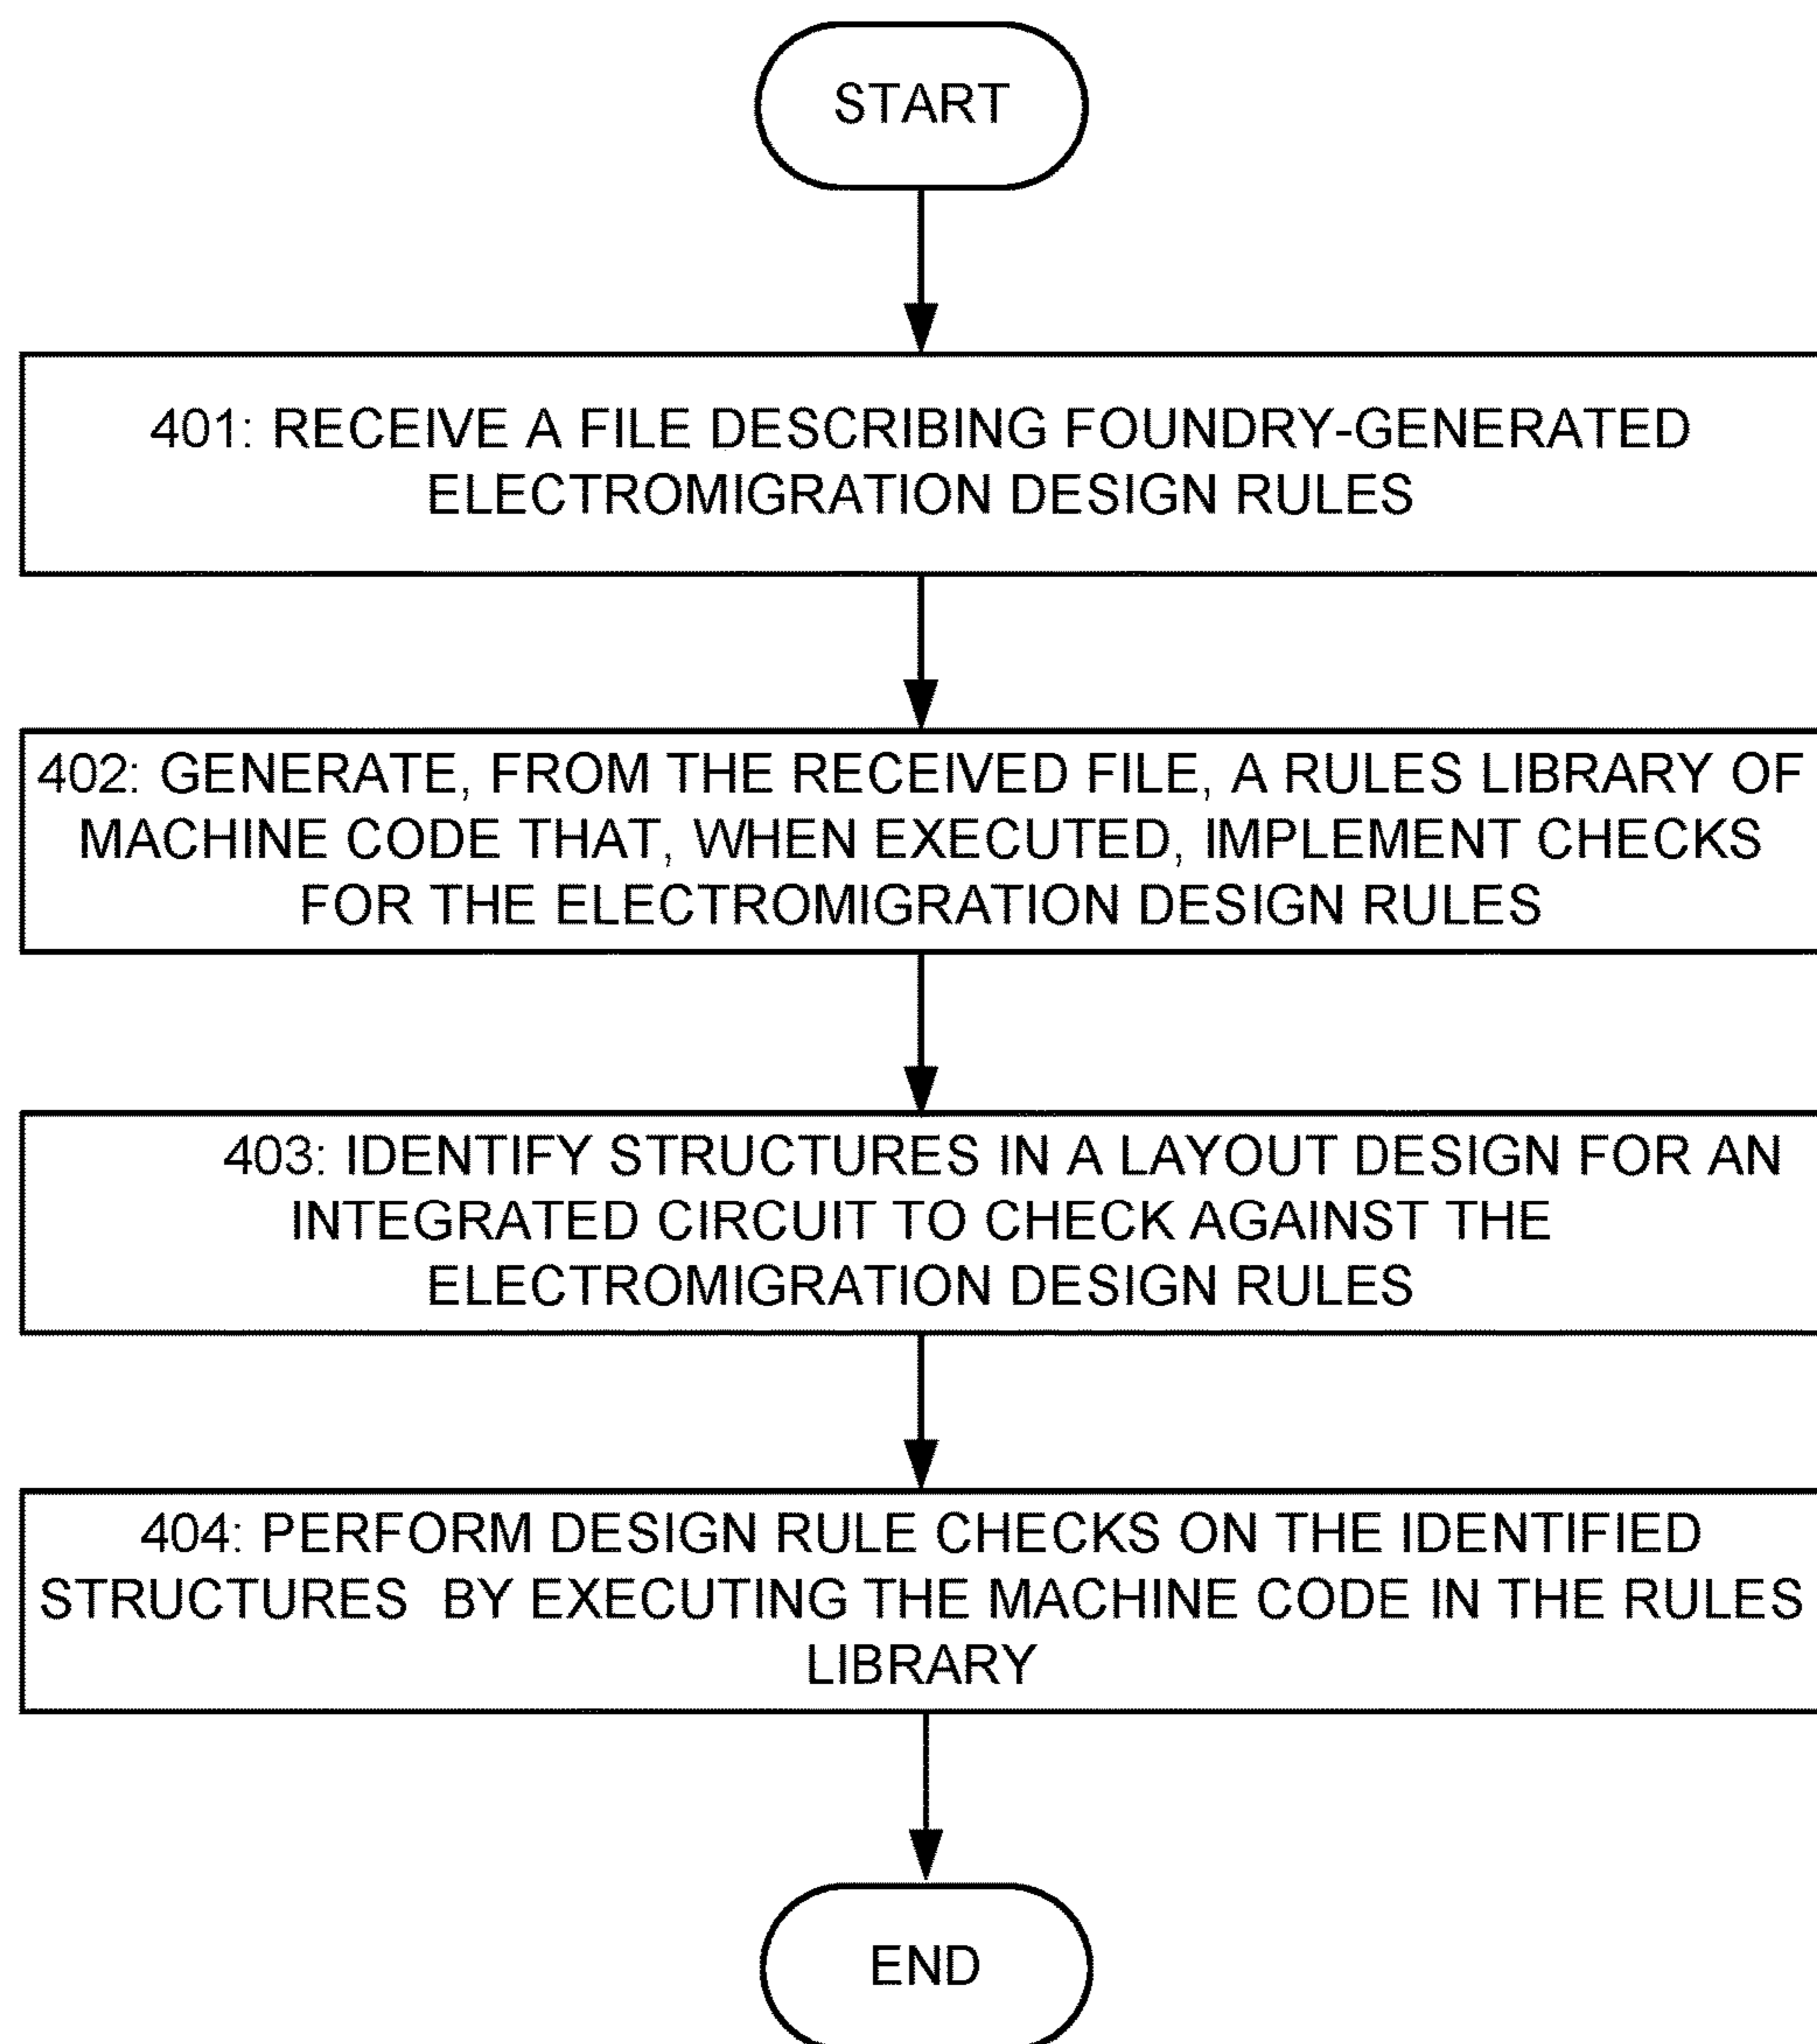 START
401: RECEIVE A FILE DESCRIBING FOUNDRY-GENERATED
ELECTROMIGRATION DESIGN RULES
402: GENERATE, FROM THE RECEIVED FILE, A RULES LIBRARY OF
MACHINE CODE THAT, WHEN EXECUTED, IMPLEMENT CHECKS
FOR THE ELECTROMIGRATION DESIGN RULES
403: IDENTIFY STRUCTURES IN A LAYOUT DESIGN FOR AN
INTEGRATED CIRCUIT TO CHECK AGAINST THE
ELECTROMIGRATION DESIGN RULES
404: PERFORM DESIGN RULE CHECKS ON THE IDENTIFIED
STRUCTURES BY EXECUTING THE MACHINE CODE IN THE RULES
LIBRARY
END